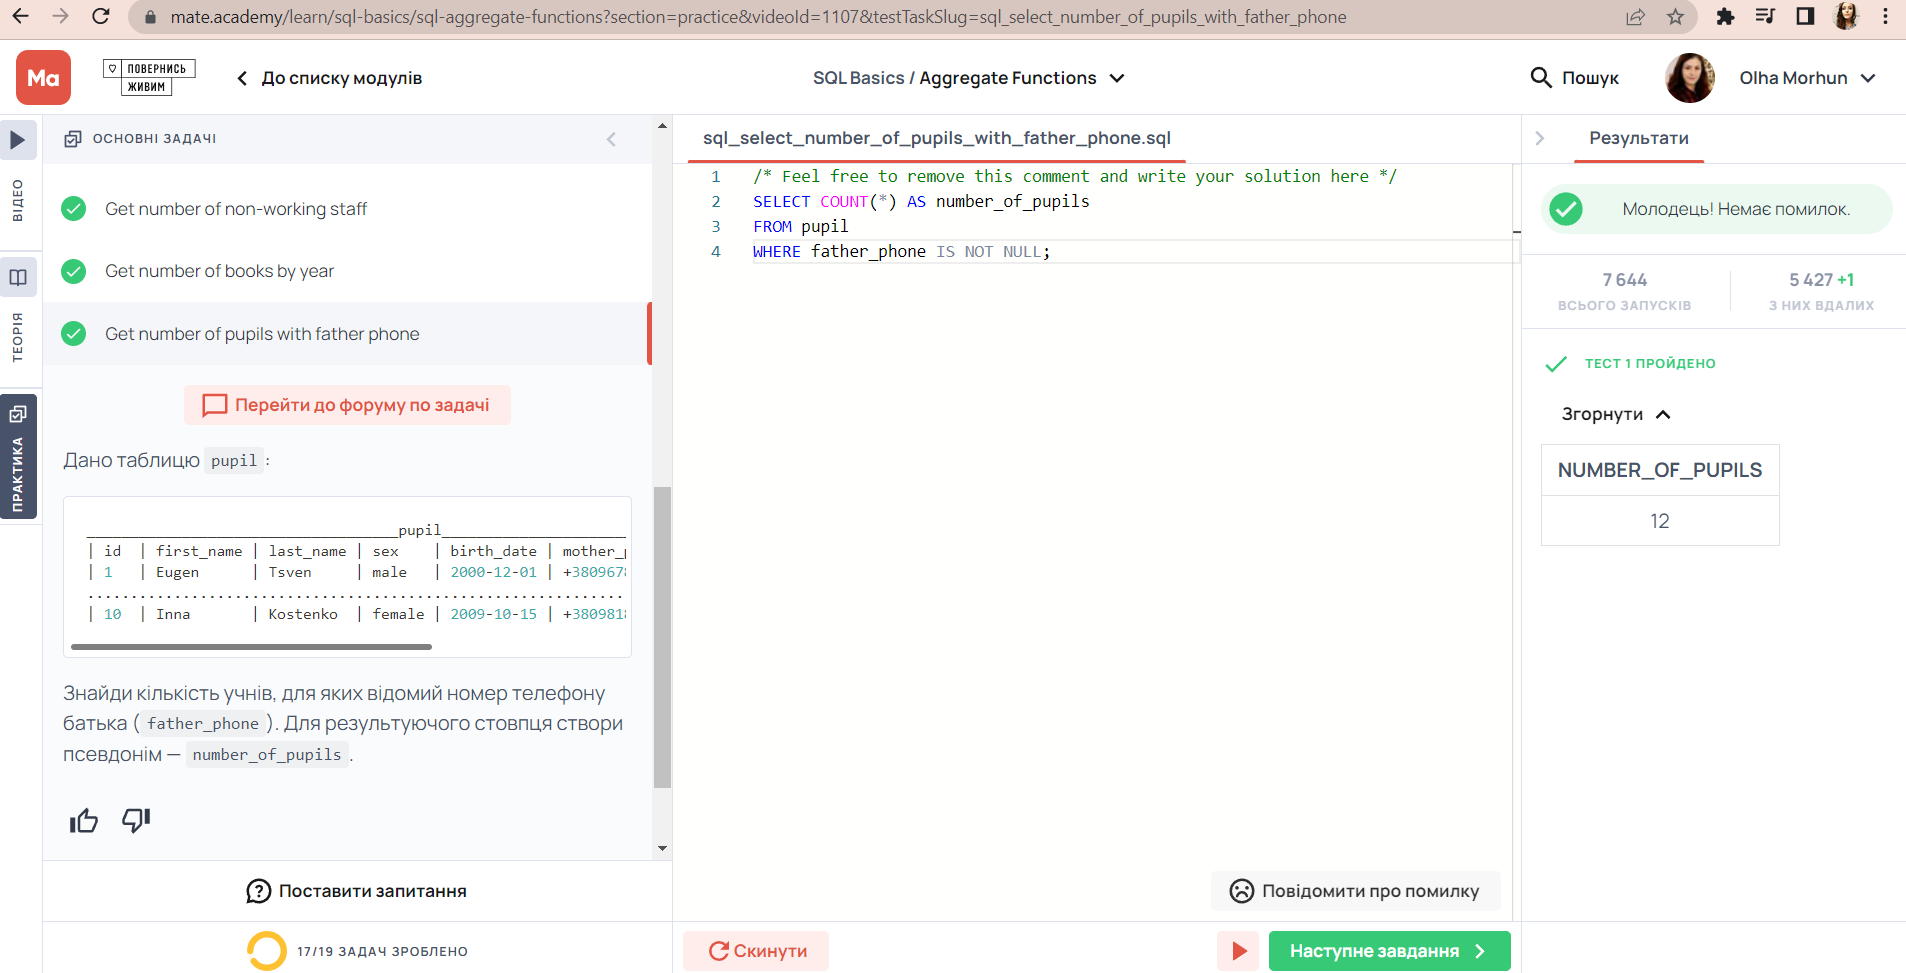 mate.academy/learn/sql-basics/sql-aggregate-functions?section=practice&videoId=1107&testTaskSlug=sql_select_number_of_pupils_with_father_phone
Ma
ПОВЕРНИСЬ
ЖИВИМ
До списку модулів
SQL Basics / Aggregate Functions
Пошук
Olha Morhun
ВІДЕО
ТЕОРІЯ
ПРАКТИКА
ОСНОВНІ ЗАДАЧІ
Get number of non-working staff
Get number of books by year
Get number of pupils with father phone
Перейти до форуму по задачі
Дано таблицю pupil :
____________________________________pupil_____________________
| id | first_name | last_name | sex | birth_date | mother_p
| 1 | Eugen | Tsven | male | 2000-12-01 | +3809678
..............................................................
| 10 | Inna | Kostenko | female | 2009-10-15 | +3809818
Знайди кількість учнів, для яких відомий номер телефону
батька ( father_phone ). Для результуючого стовпця створи
псевдонім — number_of_pupils .
Поставити запитання
17/19 ЗАДАЧ ЗРОБЛЕНО
sql_select_number_of_pupils_with_father_phone.sql
1 /* Feel free to remove this comment and write your solution here */
2 SELECT COUNT(*) AS number_of_pupils
3 FROM pupil
4 WHERE father_phone IS NOT NULL;
Повідомити про помилку
Скинути
Наступне завдання
Результати
Молодець! Немає помилок.
7 644
ВСЬОГО ЗАПУСКІВ
5 427 +1
З НИХ ВДАЛИХ
ТЕСТ 1 ПРОЙДЕНО
Згорнути
NUMBER_OF_PUPILS
12